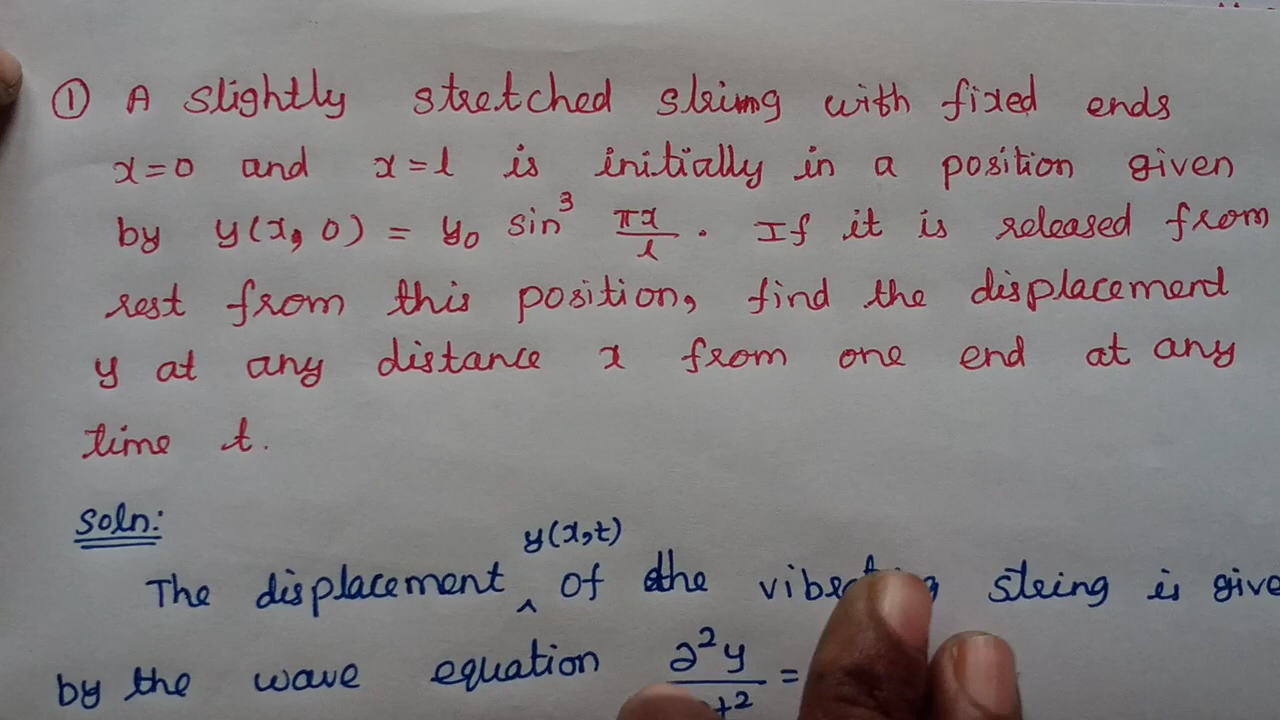 ① A slightly stretched string with fixed ends
x=0 and x=l is initially in a position given
by y(x, 0) = y₀ sin³ πx/l . If it is released from
rest from this position, find the displacement
y at any distance x from one end at any
time t.
Soln:
y(x,t)
The displacement ‸ of the string is give
by the wave equation ∂²y/∂t² =